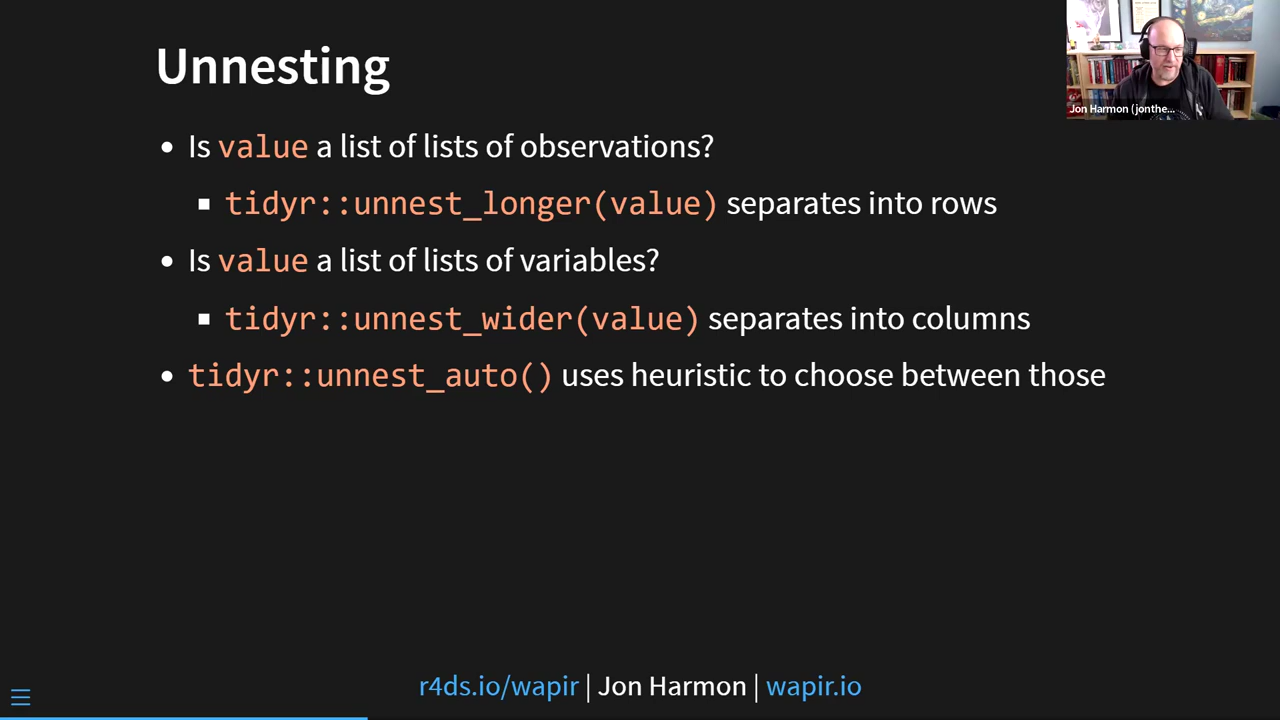 Unnesting
Jon Harmon (jonthe...
• Is value a list of lists of observations?
▪ tidyr::unnest_longer(value) separates into rows
• Is value a list of lists of variables?
▪ tidyr::unnest_wider(value) separates into columns
• tidyr::unnest_auto() uses heuristic to choose between those
r4ds.io/wapir | Jon Harmon | wapir.io